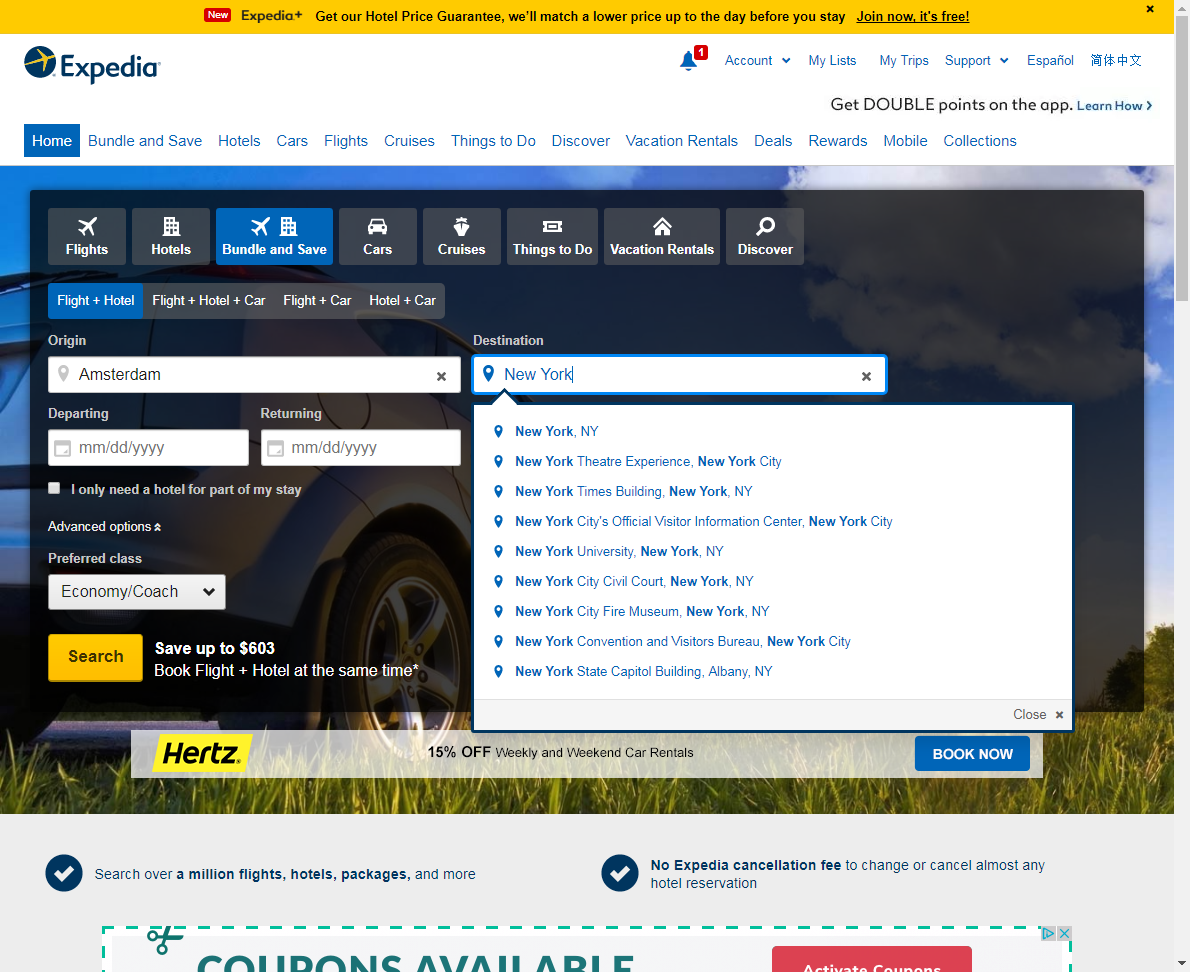 New Expedia+ Get our Hotel Price Guarantee, we'll match a lower price up to the day before you stay Join now, it's free!
Expedia
1 Account My Lists My Trips Support Español 简体中文
Get DOUBLE points on the app. Learn How
Home Bundle and Save Hotels Cars Flights Cruises Things to Do Discover Vacation Rentals Deals Rewards Mobile Collections
Flights Hotels Bundle and Save Cars Cruises Things to Do Vacation Rentals Discover
Flight + Hotel Flight + Hotel + Car Flight + Car Hotel + Car
Origin Destination
Amsterdam New York
Departing Returning
mm/dd/yyyy mm/dd/yyyy
I only need a hotel for part of my stay
Advanced options
Preferred class
Economy/Coach
Search
Save up to $603
Book Flight + Hotel at the same time*
New York, NY
New York Theatre Experience, New York City
New York Times Building, New York, NY
New York City's Official Visitor Information Center, New York City
New York University, New York, NY
New York City Civil Court, New York, NY
New York City Fire Museum, New York, NY
New York Convention and Visitors Bureau, New York City
New York State Capitol Building, Albany, NY
Close
Hertz. 15% OFF Weekly and Weekend Car Rentals BOOK NOW
Search over a million flights, hotels, packages, and more
No Expedia cancellation fee to change or cancel almost any
hotel reservation
COUPONS AVAILABLE
Activate Coupons